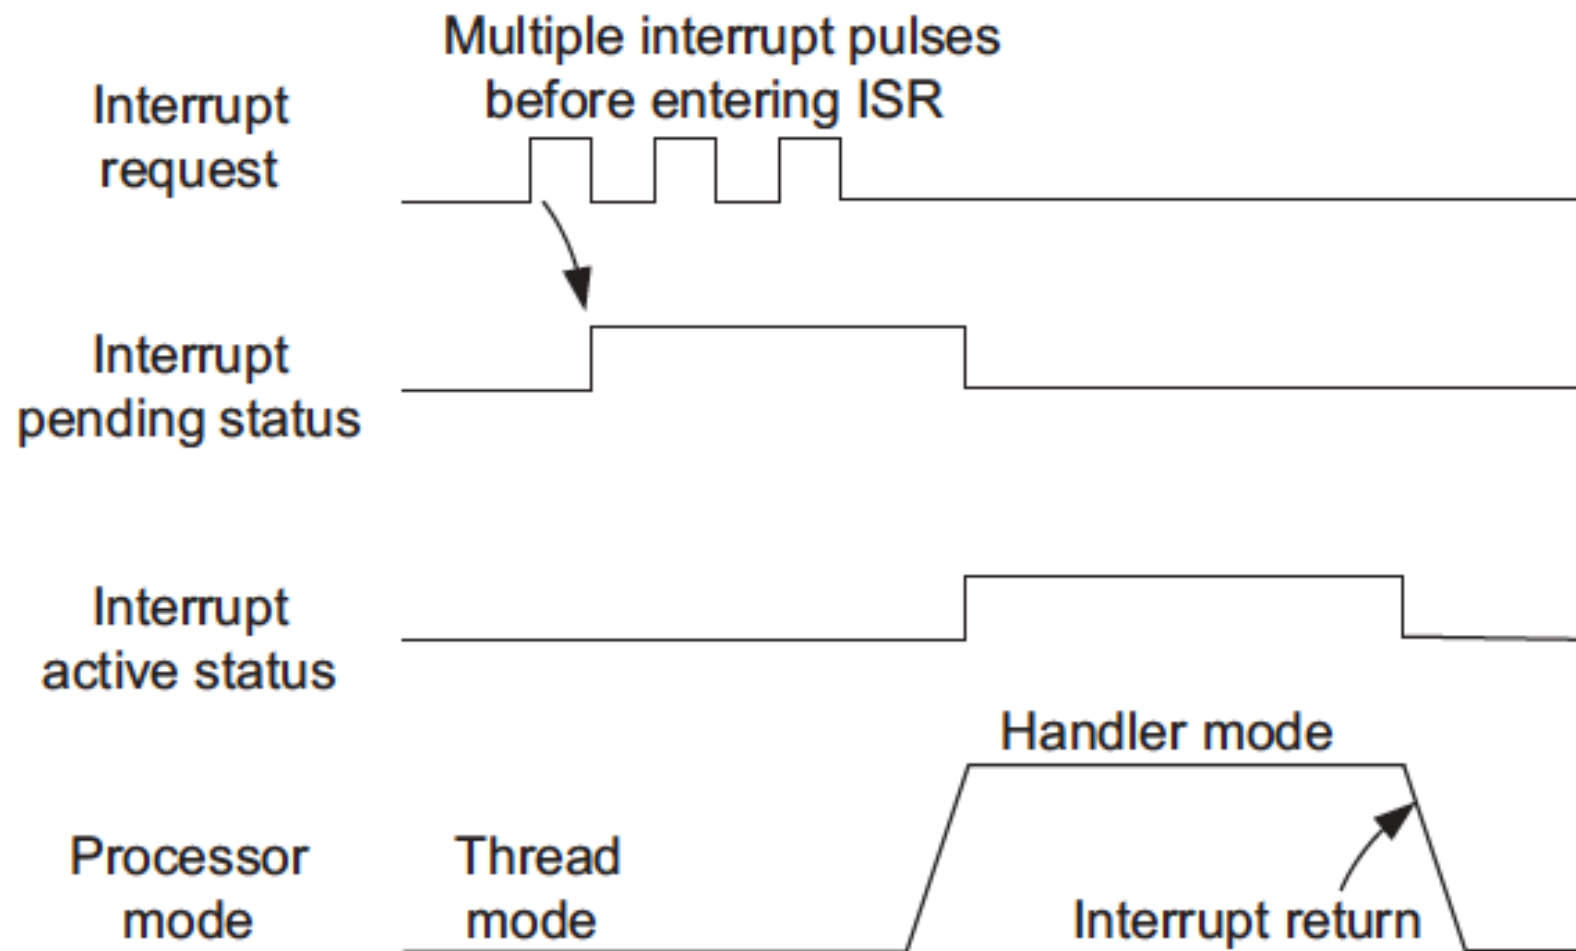 Multiple interrupt pulses
before entering ISR
Interrupt
request
Interrupt
pending status
Interrupt
active status
Handler mode
Processor
mode
Thread
mode
Interrupt return